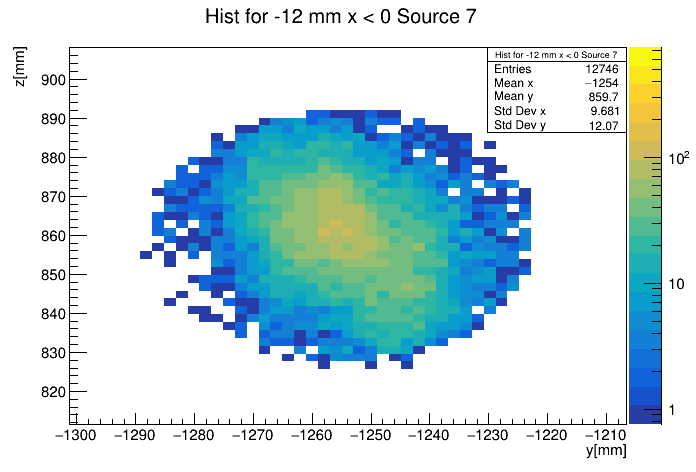 Hist for -12 mm x < 0 Source 7
z[mm]
Hist for -12 mm x < 0 Source 7
Entries 12746
Mean x −1254
Mean y 859.7
Std Dev x 9.681
Std Dev y 12.07
900
890
880
870
860
850
840
830
820
10²
10
1
−1300 −1290 −1280 −1270 −1260 −1250 −1240 −1230 −1220 −1210
y[mm]